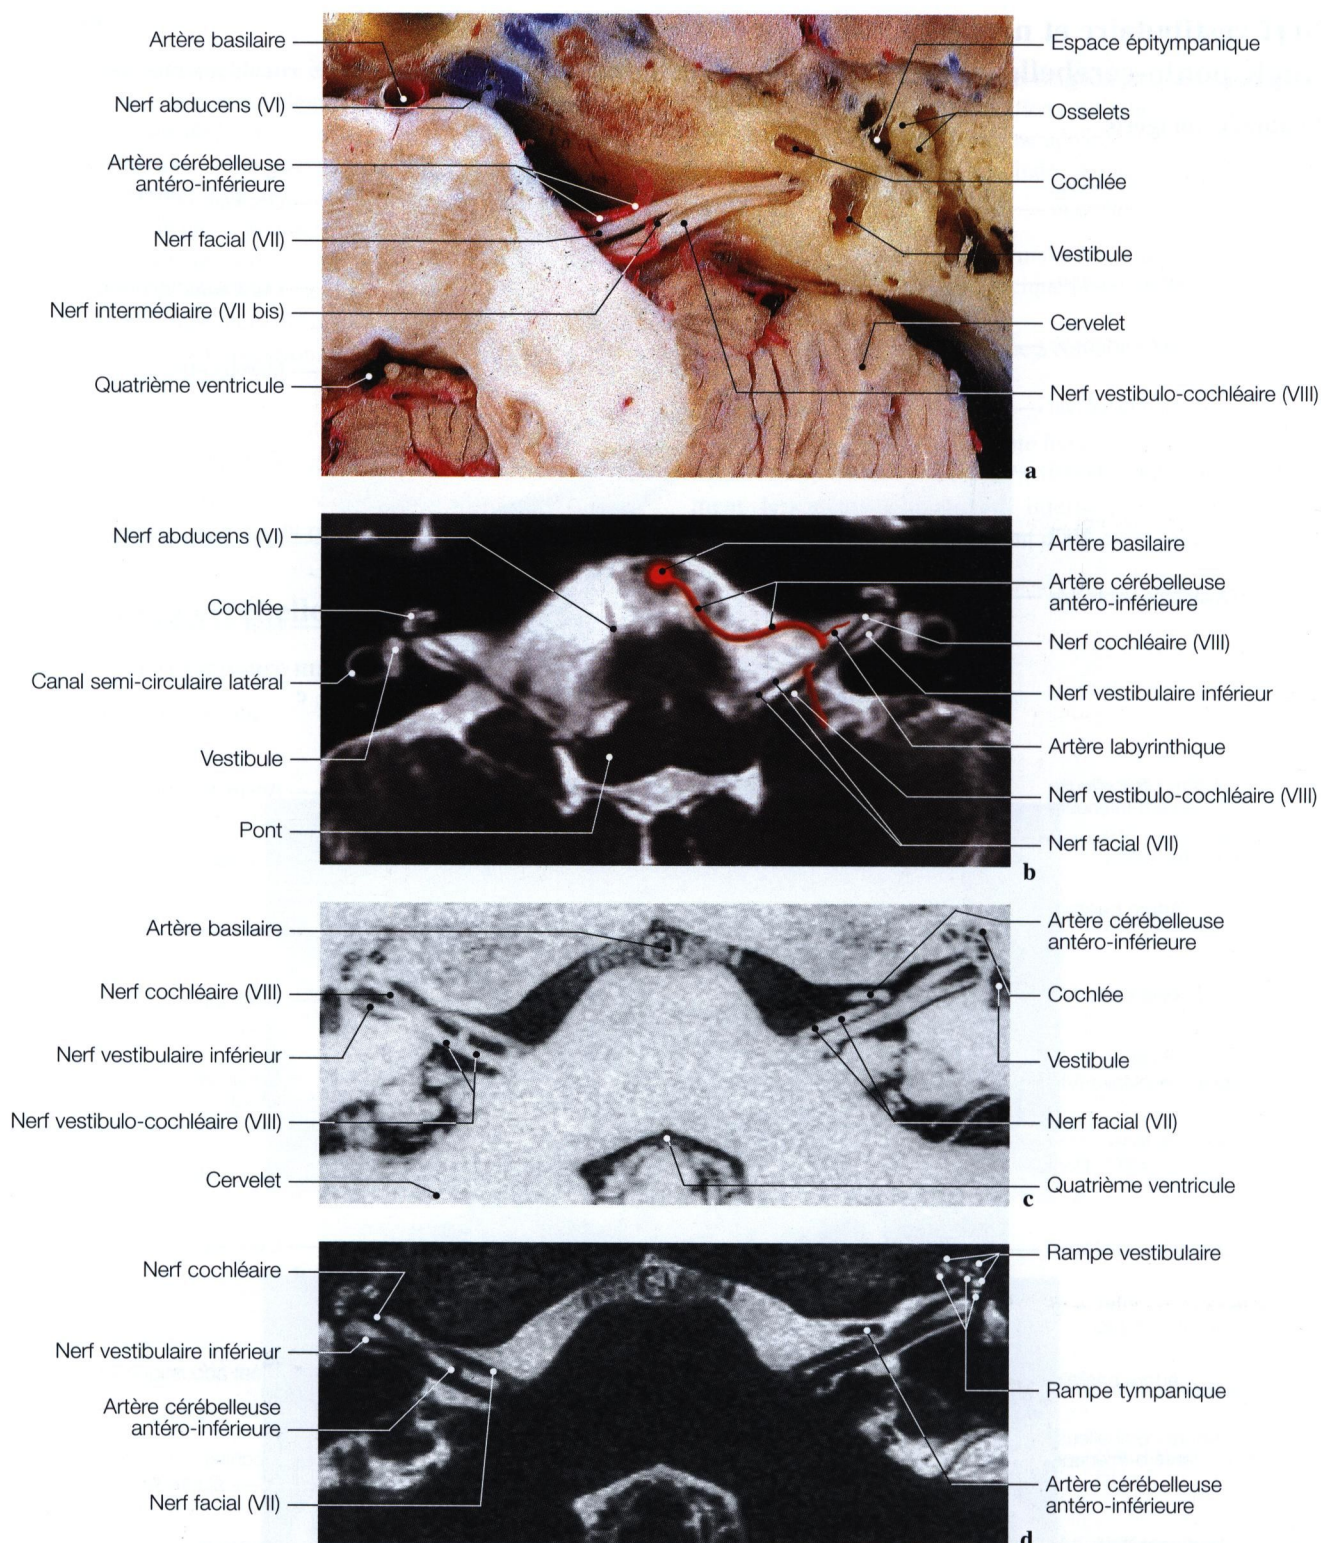 Artère basilaire
Nerf abducens (VI)
Artère cérébelleuse
antéro-inférieure
Nerf facial (VII)
Nerf intermédiaire (VII bis)
Quatrième ventricule
Espace épitympanique
Osselets
Cochlée
Vestibule
Cervelet
Nerf vestibulo-cochléaire (VIII)
a
Nerf abducens (VI)
Cochlée
Canal semi-circulaire latéral
Vestibule
Pont
Artère basilaire
Artère cérébelleuse
antéro-inférieure
Nerf cochléaire (VIII)
Nerf vestibulaire inférieur
Artère labyrinthique
Nerf vestibulo-cochléaire (VIII)
Nerf facial (VII)
b
Artère basilaire
Nerf cochléaire (VIII)
Nerf vestibulaire inférieur
Nerf vestibulo-cochléaire (VIII)
Cervelet
Artère cérébelleuse
antéro-inférieure
Cochlée
Vestibule
Nerf facial (VII)
Quatrième ventricule
c
Nerf cochléaire
Nerf vestibulaire inférieur
Artère cérébelleuse
antéro-inférieure
Nerf facial (VII)
Rampe vestibulaire
Rampe tympanique
Artère cérébelleuse
antéro-inférieure
d